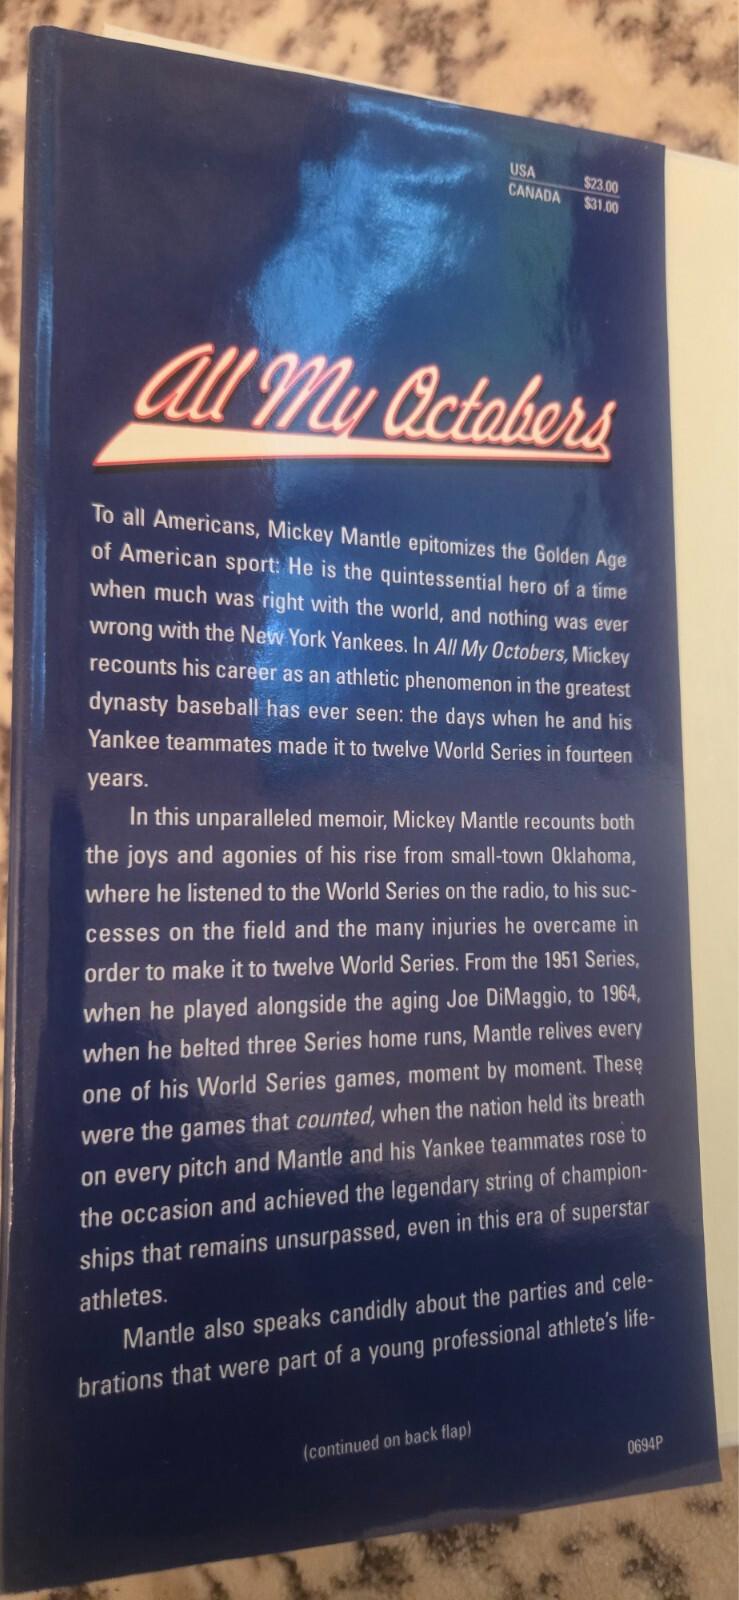 USA $23.00
CANADA $31.00
All My Octobers
To all Americans, Mickey Mantle epitomizes the Golden Age
of American sport: He is the quintessential hero of a time
when much was right with the world, and nothing was ever
wrong with the New York Yankees. In All My Octobers, Mickey
recounts his career as an athletic phenomenon in the greatest
dynasty baseball has ever seen: the days when he and his
Yankee teammates made it to twelve World Series in fourteen
years.
In this unparalleled memoir, Mickey Mantle recounts both
the joys and agonies of his rise from small-town Oklahoma,
where he listened to the World Series on the radio, to his suc-
cesses on the field and the many injuries he overcame in
order to make it to twelve World Series. From the 1951 Series,
when he played alongside the aging Joe DiMaggio, to 1964,
when he belted three Series home runs, Mantle relives every
one of his World Series games, moment by moment. These
were the games that counted, when the nation held its breath
on every pitch and Mantle and his Yankee teammates rose to
the occasion and achieved the legendary string of champion-
ships that remains unsurpassed, even in this era of superstar
athletes.
Mantle also speaks candidly about the parties and cele-
brations that were part of a young professional athlete's life-
(continued on back flap)
0694P